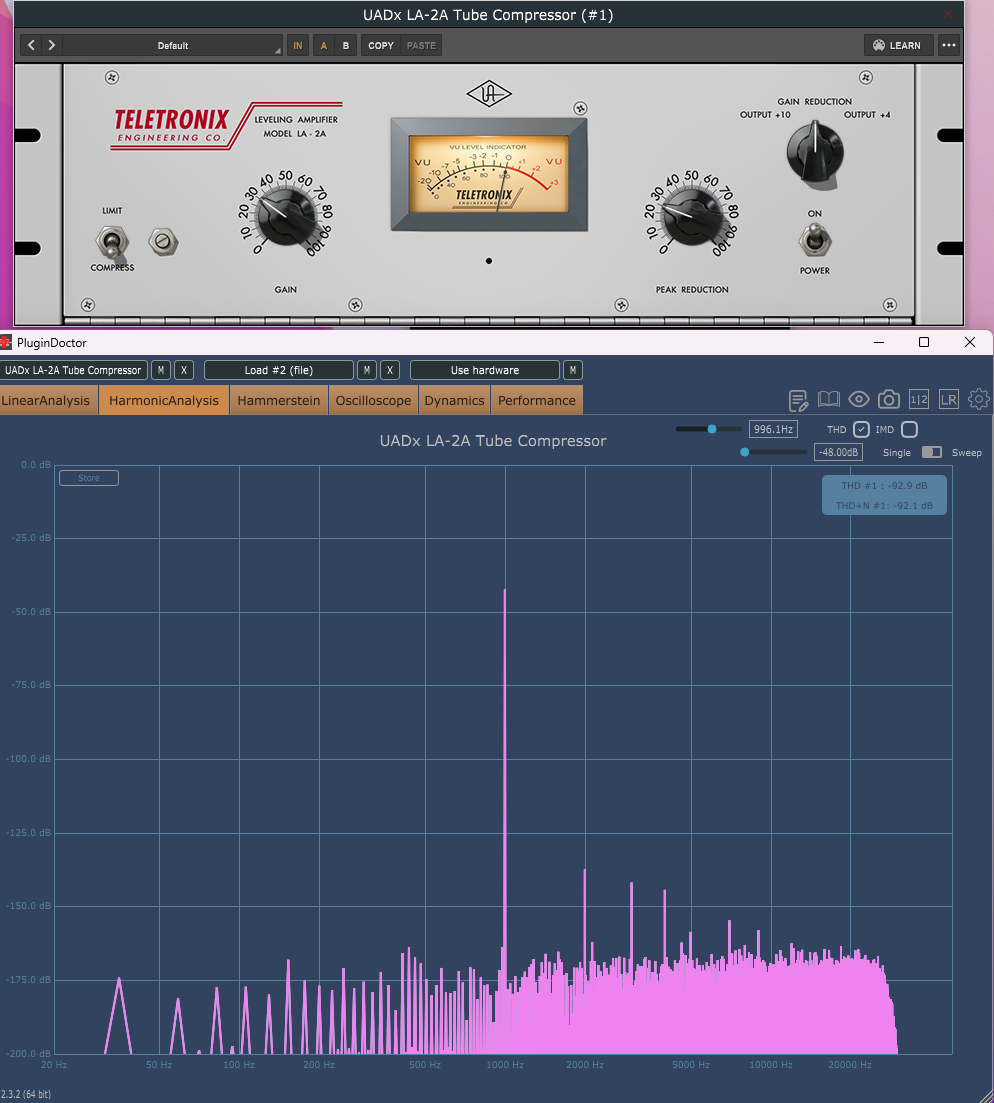 UADx LA-2A Tube Compressor (#1)
Default
IN
A
B
COPY
PASTE
LEARN
UA
TELETRONIX
ENGINEERING CO.
LEVELING AMPLIFIER
MODEL LA - 2A
VU LEVEL INDICATOR
VU
VU
-20 -10 -7 -5 -3 -2 -1 0 +1 +2 +3
TELETRONIX
ENGINEERING CO.
GAIN REDUCTION
OUTPUT +10
OUTPUT +4
LIMIT
COMPRESS
0 10 20 30 40 50 60 70 80 90 100
GAIN
0 10 20 30 40 50 60 70 80 90 100
PEAK REDUCTION
ON
POWER
PluginDoctor
UADx LA-2A Tube Compressor
M
X
Load #2 (file)
M
X
Use hardware
M
LinearAnalysis
HarmonicAnalysis
Hammerstein
Oscilloscope
Dynamics
Performance
1|2
LR
UADx LA-2A Tube Compressor
996.1Hz
THD
IMD
-48.00dB
Single
Sweep
Store
THD #1 : -92.9 dB
THD+N #1: -92.1 dB
0.0 dB
-25.0 dB
-50.0 dB
-75.0 dB
-100.0 dB
-125.0 dB
-150.0 dB
-175.0 dB
-200.0 dB
20 Hz
50 Hz
100 Hz
200 Hz
500 Hz
1000 Hz
2000 Hz
5000 Hz
10000 Hz
20000 Hz
2.3.2 (64 bit)